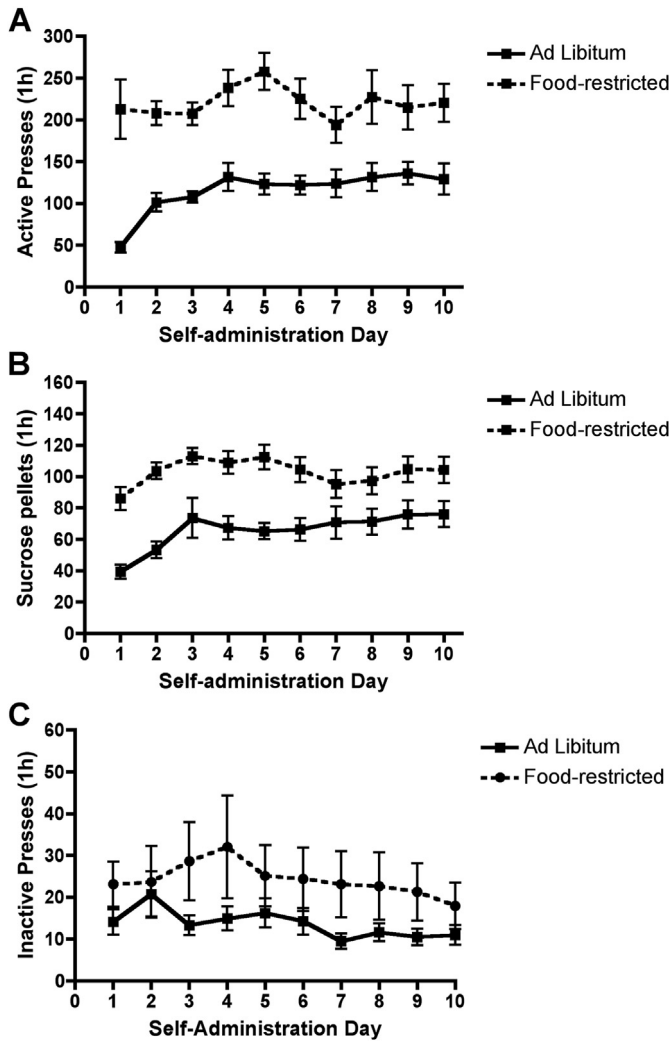 A
Active Presses (1h)
300
250
200
150
100
50
0
0 1 2 3 4 5 6 7 8 9 10
Self-administration Day
Ad Libitum
Food-restricted
B
Sucrose pellets (1h)
160
140
120
100
80
60
40
20
0
0 1 2 3 4 5 6 7 8 9 10
Self-administration Day
Ad Libitum
Food-restricted
C
Inactive Presses (1h)
60
50
40
30
20
10
0
0 1 2 3 4 5 6 7 8 9 10
Self-Administration Day
Ad Libitum
Food-restricted